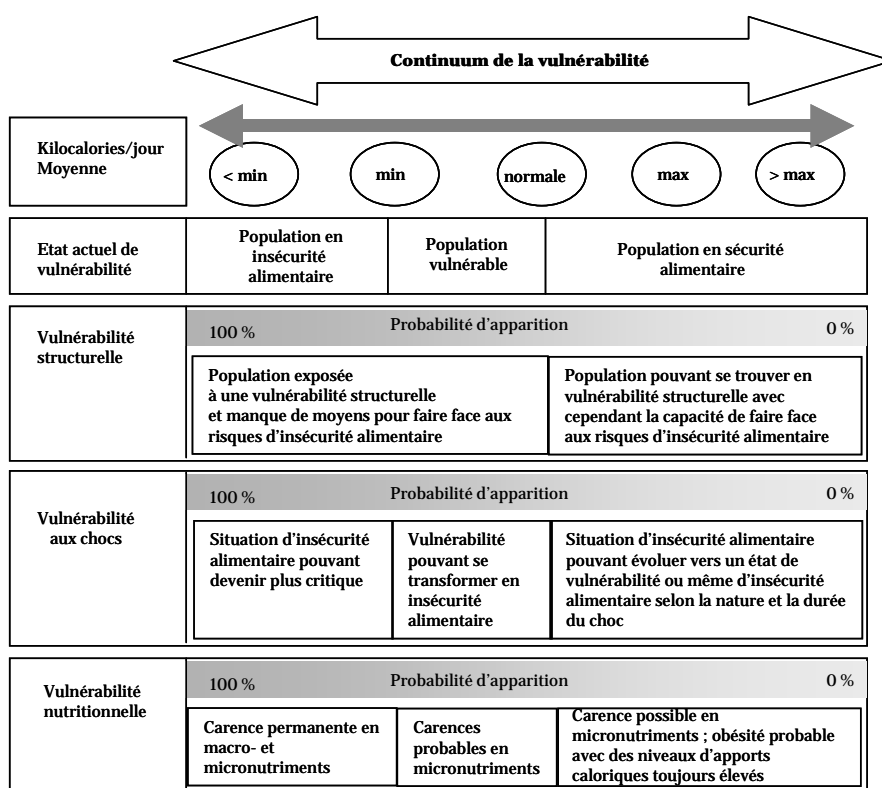 Continuum de la vulnérabilité
Kilocalories/jour
Moyenne
< min
min
normale
max
> max
Etat actuel de
vulnérabilité
Population en
insécurité
alimentaire
Population
vulnérable
Population en sécurité
alimentaire
Vulnérabilité
structurelle
100 %
Probabilité d'apparition
0 %
Population exposée
à une vulnérabilité structurelle
et manque de moyens pour faire face aux
risques d'insécurité alimentaire
Population pouvant se trouver en
vulnérabilité structurelle avec
cependant la capacité de faire face
aux risques d'insécurité alimentaire
Vulnérabilité
aux chocs
100 %
Probabilité d'apparition
0 %
Situation d'insécurité
alimentaire pouvant
devenir plus critique
Vulnérabilité
pouvant se
transformer en
insécurité
alimentaire
Situation d'insécurité alimentaire
pouvant évoluer vers un état de
vulnérabilité ou même d'insécurité
alimentaire selon la nature et la durée
du choc
Vulnérabilité
nutritionnelle
100 %
Probabilité d'apparition
0 %
Carence permanente en
macro- et
micronutriments
Carences
probables en
micronutriments
Carence possible en
micronutriments ; obésité probable
avec des niveaux d'apports
caloriques toujours élevés